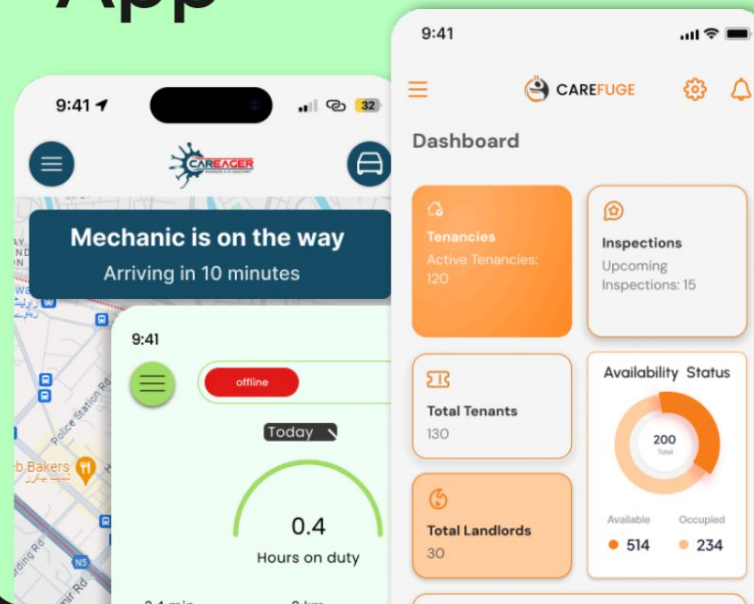 App
9:41
32
CAREAGER
Mechanic is on the way
Arriving in 10 minutes
Police Station Rd
Bakers
N5
9:41
offline
Today
0.4
Hours on duty
9:41
CAREFUGE
Dashboard
Tenancies
Active Tenancies:
120
Inspections
Upcoming
Inspections: 15
Total Tenants
130
Availability Status
200
Total
Available
Occupied
514
234
Total Landlords
30